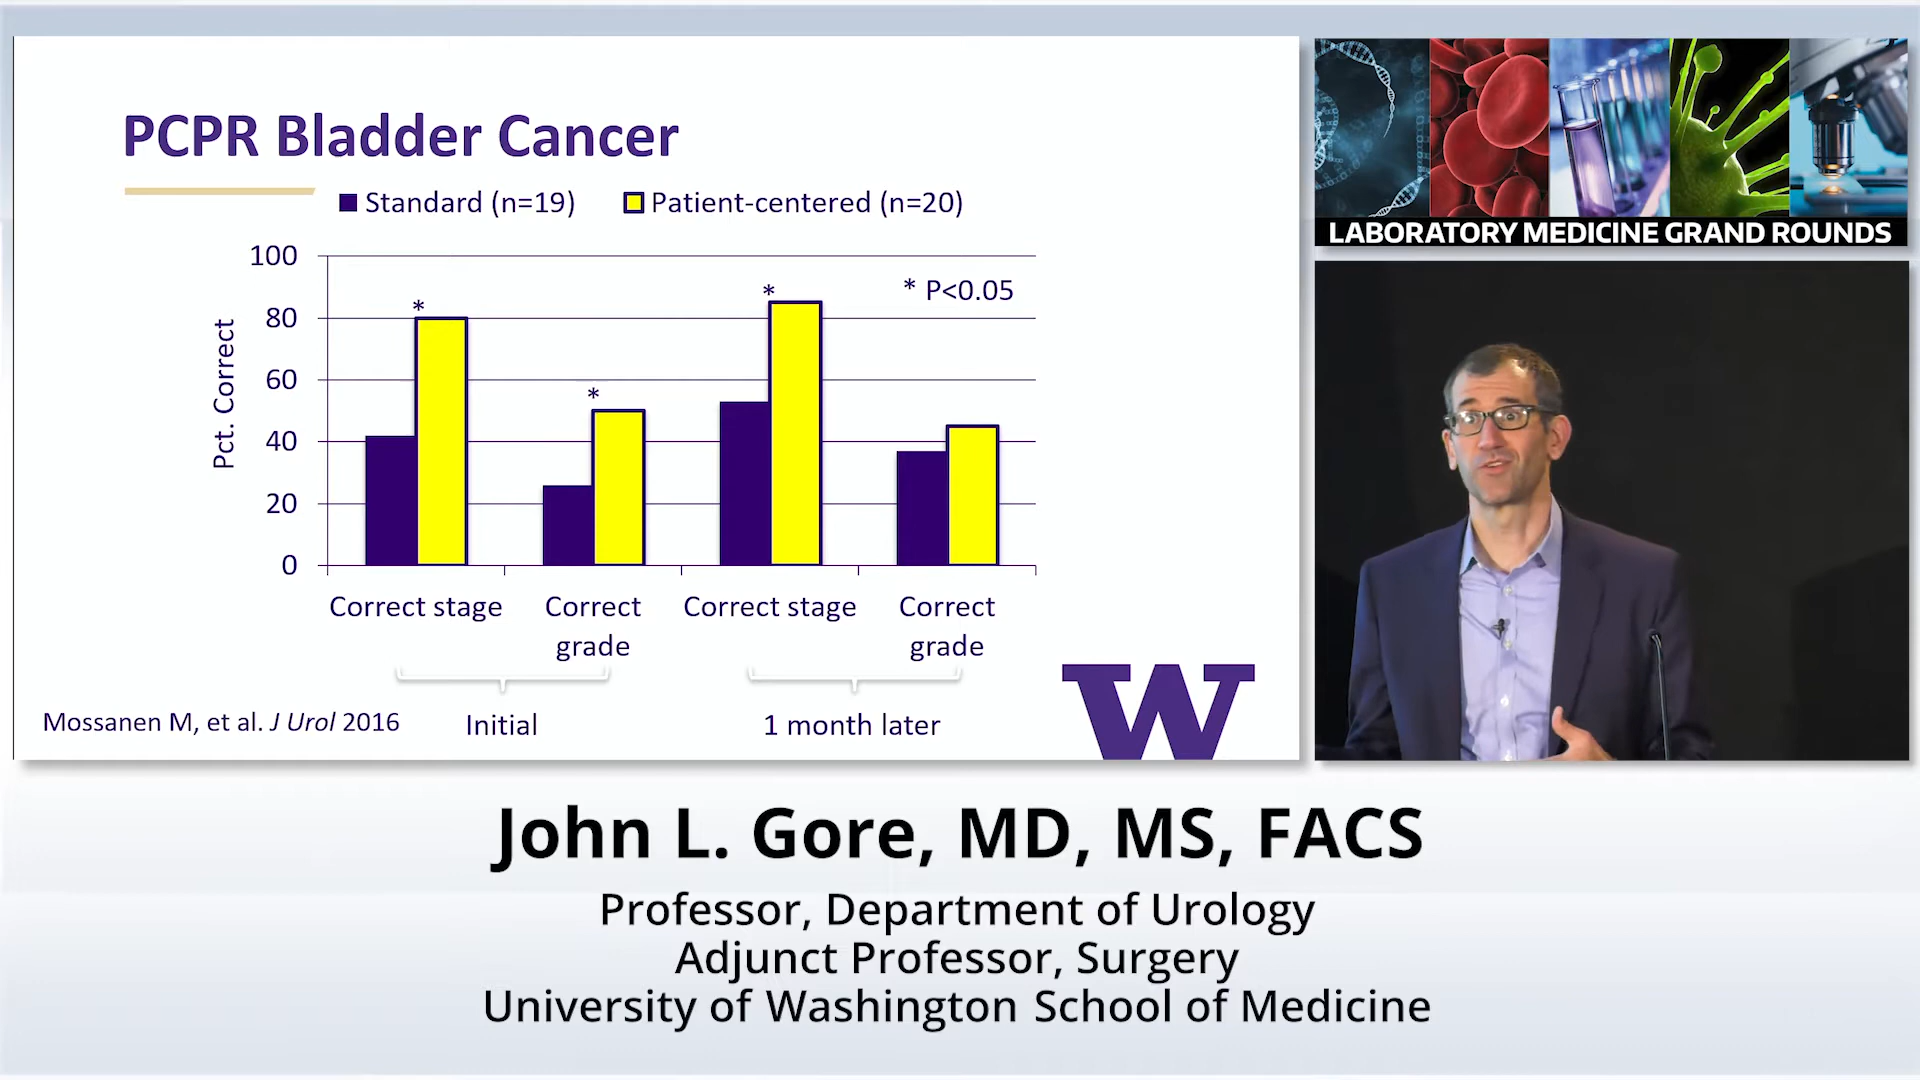 PCPR Bladder Cancer
Standard (n=19) Patient-centered (n=20)
100
80
60
40
20
0
Pct. Correct
*
*
*
* P<0.05
Correct stage
Correct
grade
Correct stage
Correct
grade
Initial
1 month later
Mossanen M, et al. J Urol 2016
W
LABORATORY MEDICINE GRAND ROUNDS
John L. Gore, MD, MS, FACS
Professor, Department of Urology
Adjunct Professor, Surgery
University of Washington School of Medicine